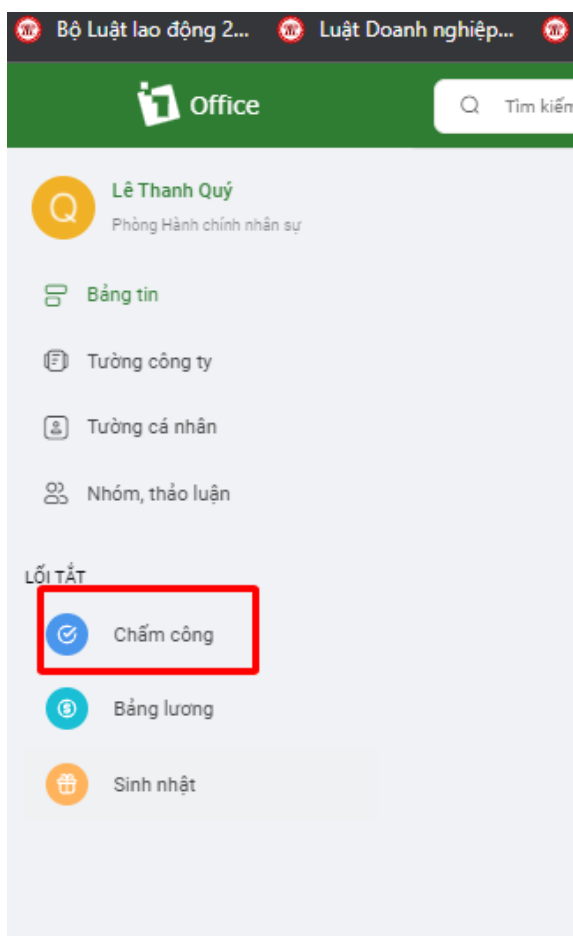 Bộ Luật lao động 2... Luật Doanh nghiệp...
1 Office
Tìm kiếm
Q
Lê Thanh Quý
Phòng Hành chính nhân sự
Bảng tin
Tường công ty
Tường cá nhân
Nhóm, thảo luận
LỐI TẮT
Chấm công
Bảng lương
Sinh nhật